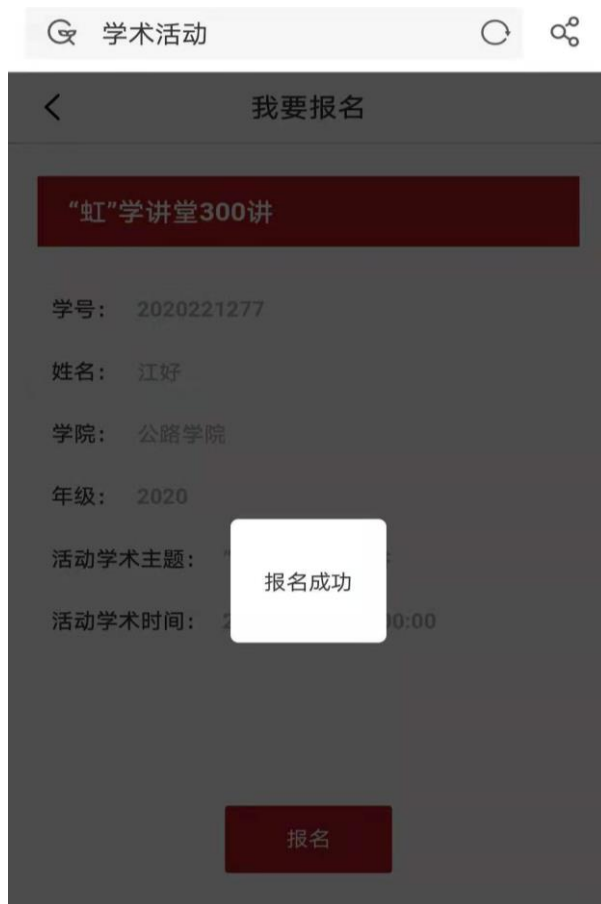 学术活动
我要报名
“虹”学讲堂300讲
学号: 2020221277
姓名: 江好
学院: 公路学院
年级: 2020
活动学术主题:
报名成功
活动学术时间: 0:00
报名